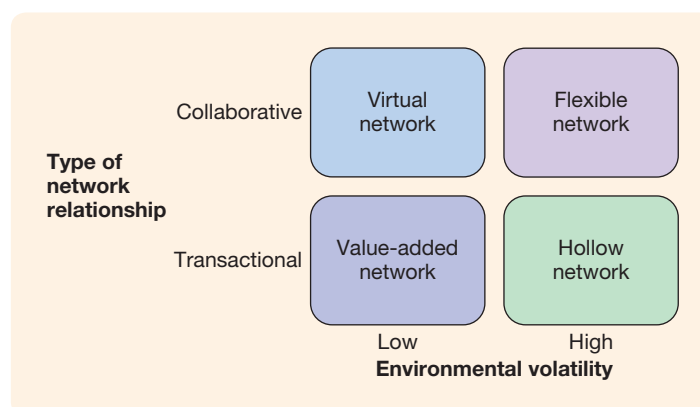 Collaborative
Virtual
network
Flexible
network
Type of
network
relationship
Transactional
Value-added
network
Hollow
network
Low
High
Environmental volatility